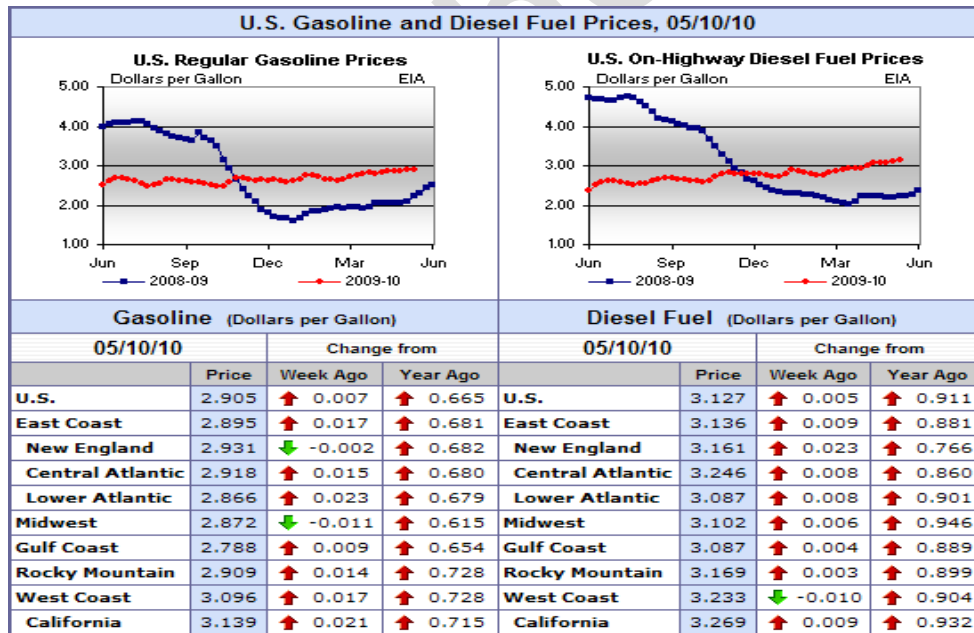 U.S. Gasoline and Diesel Fuel Prices, 05/10/10
U.S. Regular Gasoline Prices
Dollars per Gallon EIA
5.00
4.00
3.00
2.00
1.00
Jun Sep Dec Mar Jun
2008-09 2009-10
U.S. On-Highway Diesel Fuel Prices
Dollars per Gallon EIA
5.00
4.00
3.00
2.00
1.00
Jun Sep Dec Mar Jun
2008-09 2009-10
Gasoline (Dollars per Gallon) Diesel Fuel (Dollars per Gallon)
05/10/10 Change from 05/10/10 Change from
Price Week Ago Year Ago Price Week Ago Year Ago
U.S. 2.905 0.007 0.665 U.S. 3.127 0.005 0.911
East Coast 2.895 0.017 0.681 East Coast 3.136 0.009 0.881
New England 2.931 -0.002 0.682 New England 3.161 0.023 0.766
Central Atlantic 2.918 0.015 0.680 Central Atlantic 3.246 0.008 0.860
Lower Atlantic 2.866 0.023 0.679 Lower Atlantic 3.087 0.008 0.901
Midwest 2.872 -0.011 0.615 Midwest 3.102 0.006 0.946
Gulf Coast 2.788 0.009 0.654 Gulf Coast 3.087 0.004 0.889
Rocky Mountain 2.909 0.014 0.728 Rocky Mountain 3.169 0.003 0.899
West Coast 3.096 0.017 0.728 West Coast 3.233 -0.010 0.904
California 3.139 0.021 0.715 California 3.269 0.009 0.932